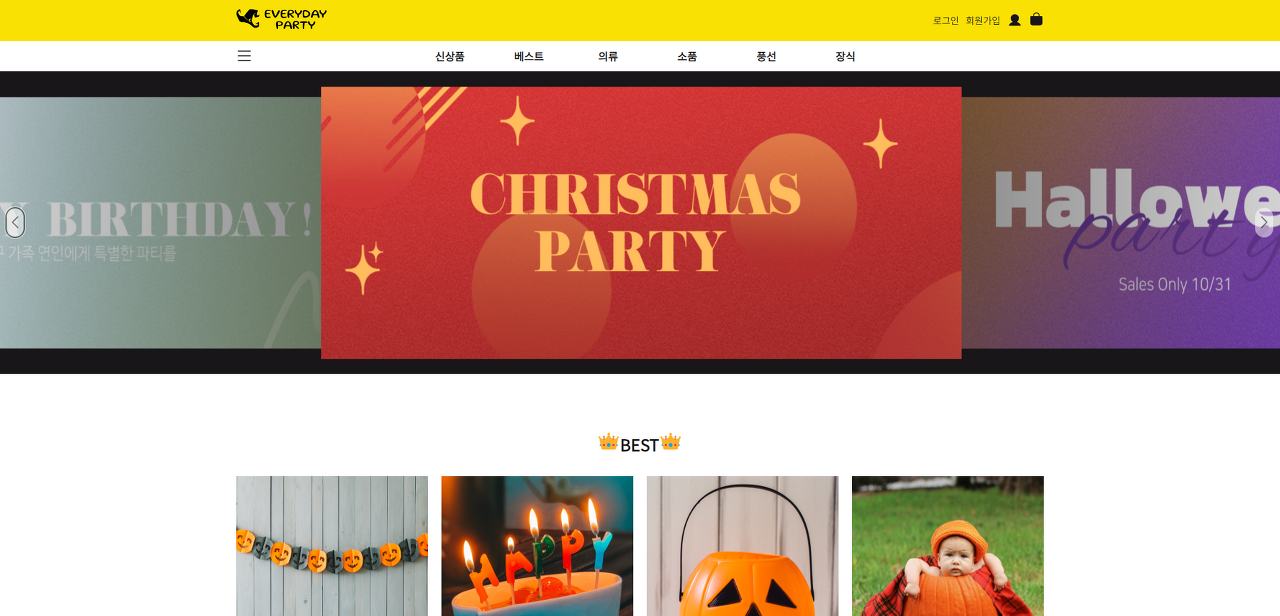 EVERYDAY
PARTY
로그인 회원가입
신상품 베스트 의류 소품 풍선 장식
Y BIRTHDAY!
가족 연인에게 특별한 파티를
CHRISTMAS
PARTY
Hallowe
party
Sales Only 10/31
BEST
HAPPY